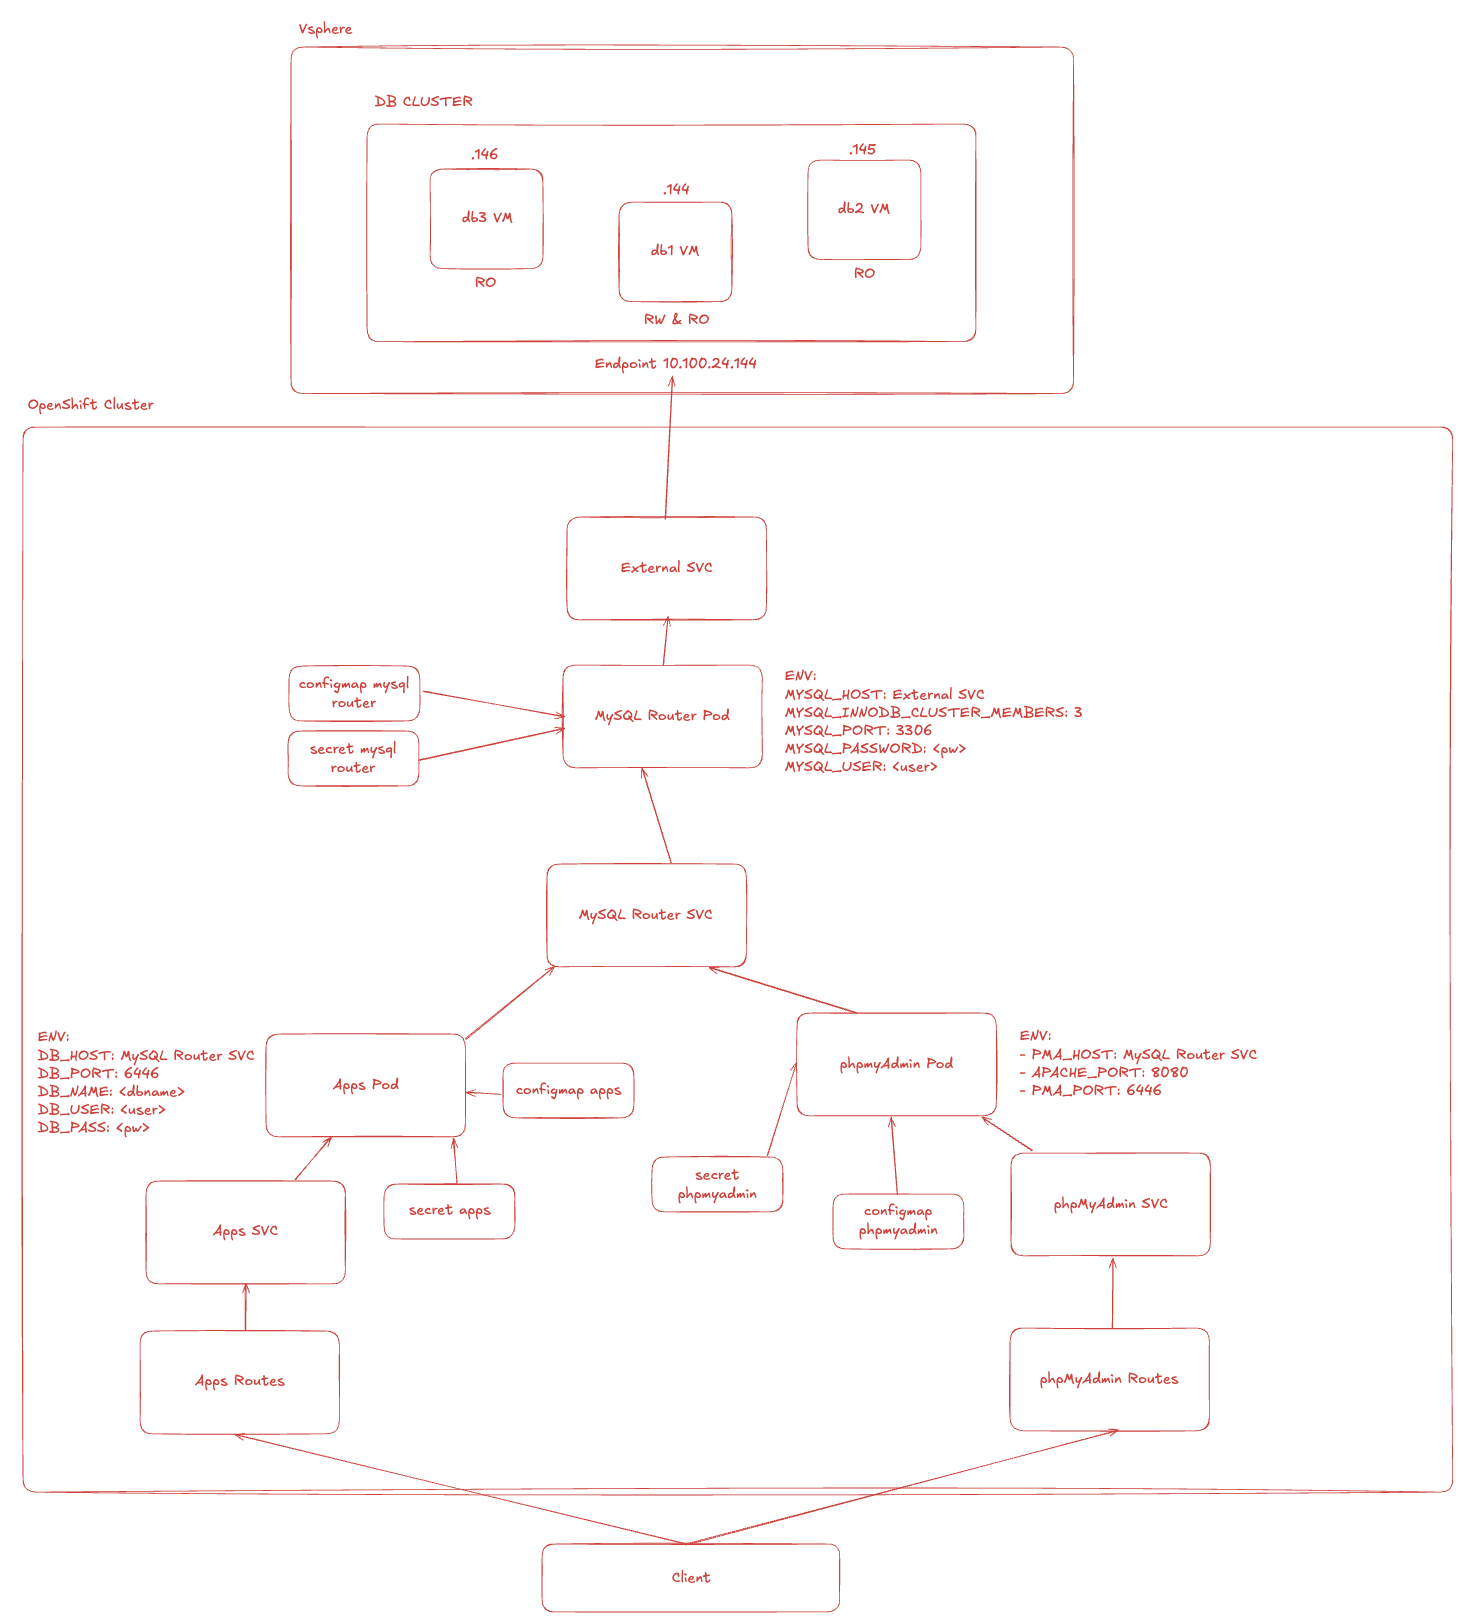 Vsphere
DB CLUSTER
.146
.145
.144
db3 VM
db2 VM
db1 VM
RO
RO
RW & RO
Endpoint 10.100.24.144
OpenShift Cluster
External SVC
configmap mysql
router
secret mysql
router
MySQL Router Pod
ENV:
MYSQL_HOST: External SVC
MYSQL_INNODB_CLUSTER_MEMBERS: 3
MYSQL_PORT: 3306
MYSQL_PASSWORD: <pw>
MYSQL_USER: <user>
MySQL Router SVC
ENV:
DB_HOST: MySQL Router SVC
DB_PORT: 6446
DB_NAME: <dbname>
DB_USER: <user>
DB_PASS: <pw>
Apps Pod
configmap apps
phpmyAdmin Pod
ENV:
- PMA_HOST: MySQL Router SVC
- APACHE_PORT: 8080
- PMA_PORT: 6446
secret apps
secret
phpmyadmin
configmap
phpmyadmin
Apps SVC
phpMyAdmin SVC
Apps Routes
phpMyAdmin Routes
Client